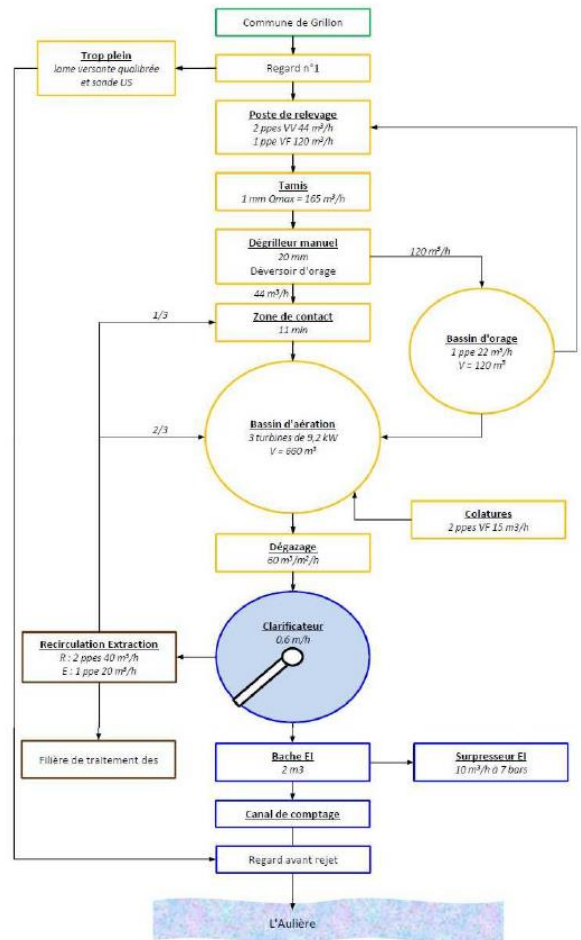 Commune de Grillon
Trop plein
lame versante qualibrée
et sonde US
Regard n°1
Poste de relevage
2 ppes VV 44 m³/h
1 ppe VF 120 m³/h
Tamis
1 mm Qmax = 165 m³/h
Dégrilleur manuel
20 mm
Déversoir d'orage
120 m³/h
44 m³/h
1/3
Zone de contact
11 min
Bassin d'orage
1 ppe 22 m³/h
V = 120 m³
2/3
Bassin d'aération
3 turbines de 9,2 kW
V = 660 m³
Colatures
2 ppes VF 15 m3/h
Dégazage
60 m³/m²/h
Clarificateur
0,6 m/h
Recirculation Extraction
R : 2 ppes 40 m³/h
E : 1 ppe 20 m³/h
Filière de traitement des
Bache EI
2 m3
Surpresseur EI
10 m³/h à 7 bars
Canal de comptage
Regard avant rejet
L'Aulière